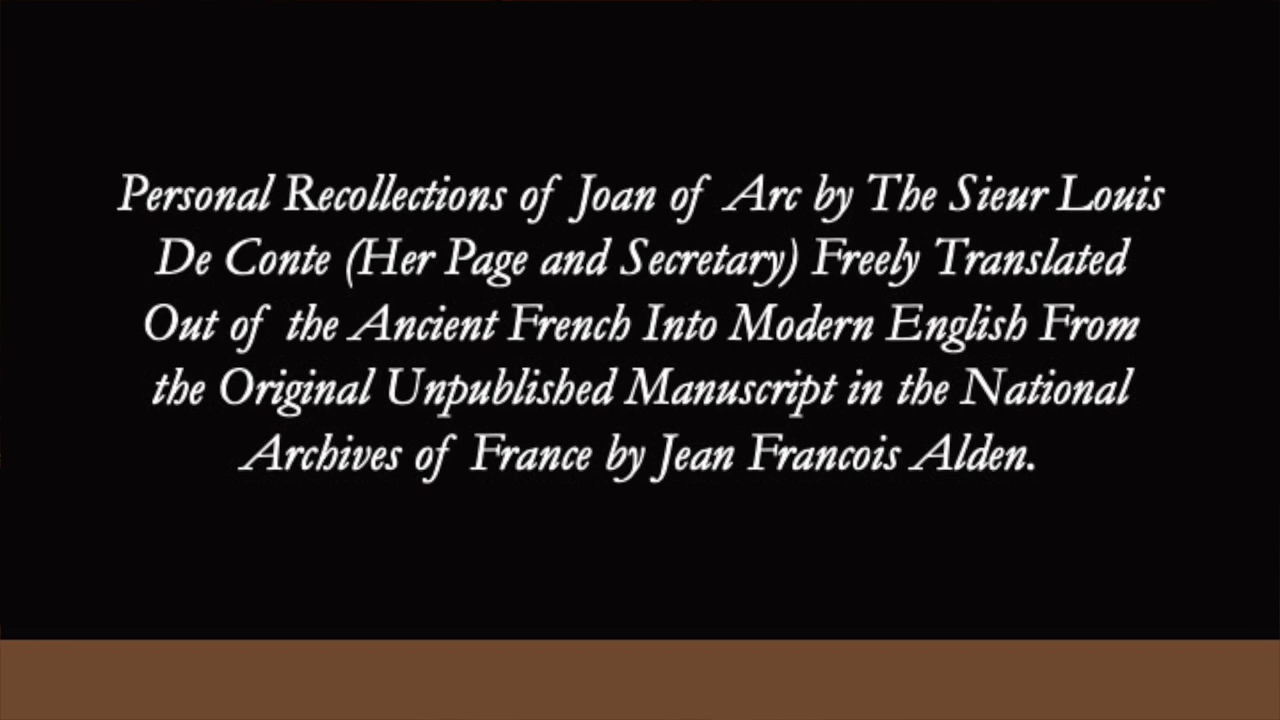 Personal Recollections of Joan of Arc by The Sieur Louis
De Conte (Her Page and Secretary) Freely Translated
Out of the Ancient French Into Modern English From
the Original Unpublished Manuscript in the National
Archives of France by Jean Francois Alden.